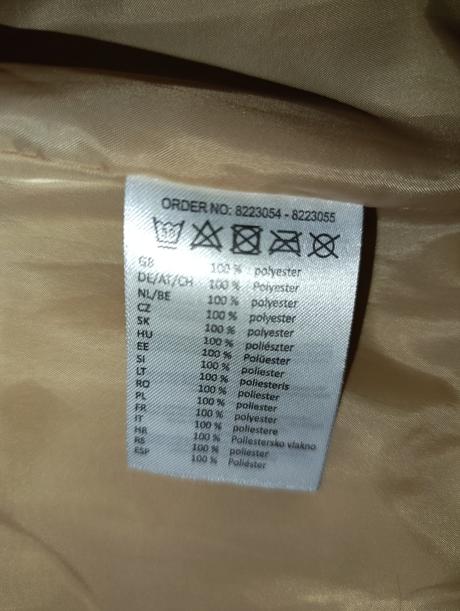 ORDER NO: 8223054 - 8223055
GB 100 % polyester
DE/AT/CH 100 % Polyester
NL/BE 100 % polyester
CZ 100 % polyester
SK 100 % polyester
HU 100 % poliészter
EE 100 % Polüester
SI 100 % poliester
LT 100 % poliesteris
RO 100 % poliester
PL 100 % poliester
FR 100 % polyester
IT 100 % poliestere
HR 100 % Poliestersko vlakno
RS 100 % poliester
ESP 100 % Poliéster